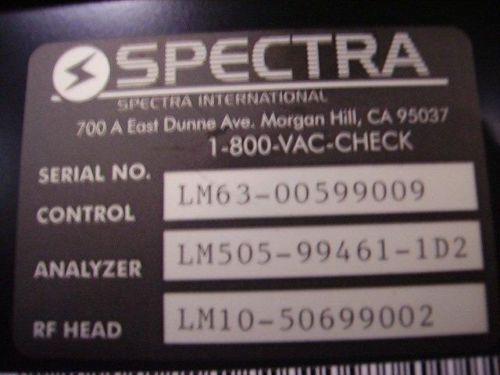 SPECTRA
SPECTRA INTERNATIONAL
700 A East Dunne Ave. Morgan Hill, CA 95037
1-800-VAC-CHECK
SERIAL NO.
CONTROL LM63-00599009
ANALYZER LM505-99461-1D2
RF HEAD LM10-50699002